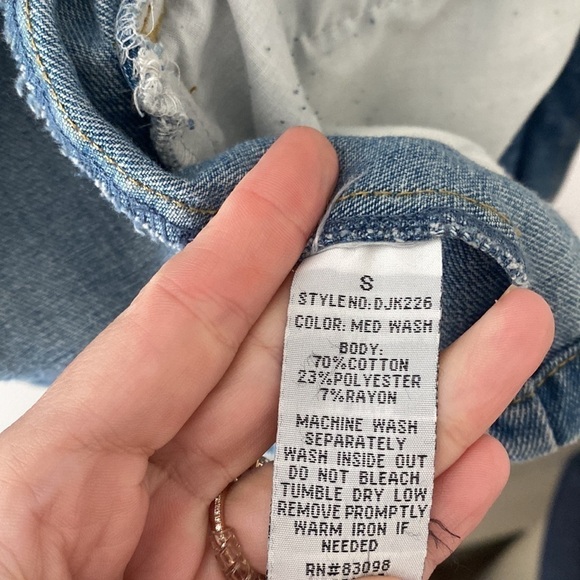 S
STYLE NO: DJK226
COLOR: MED WASH
BODY:
70%COTTON
23%POLYESTER
7%RAYON
MACHINE WASH
SEPARATELY
WASH INSIDE OUT
DO NOT BLEACH
TUMBLE DRY LOW
REMOVE PROMPTLY
WARM IRON IF
NEEDED
RN#83098